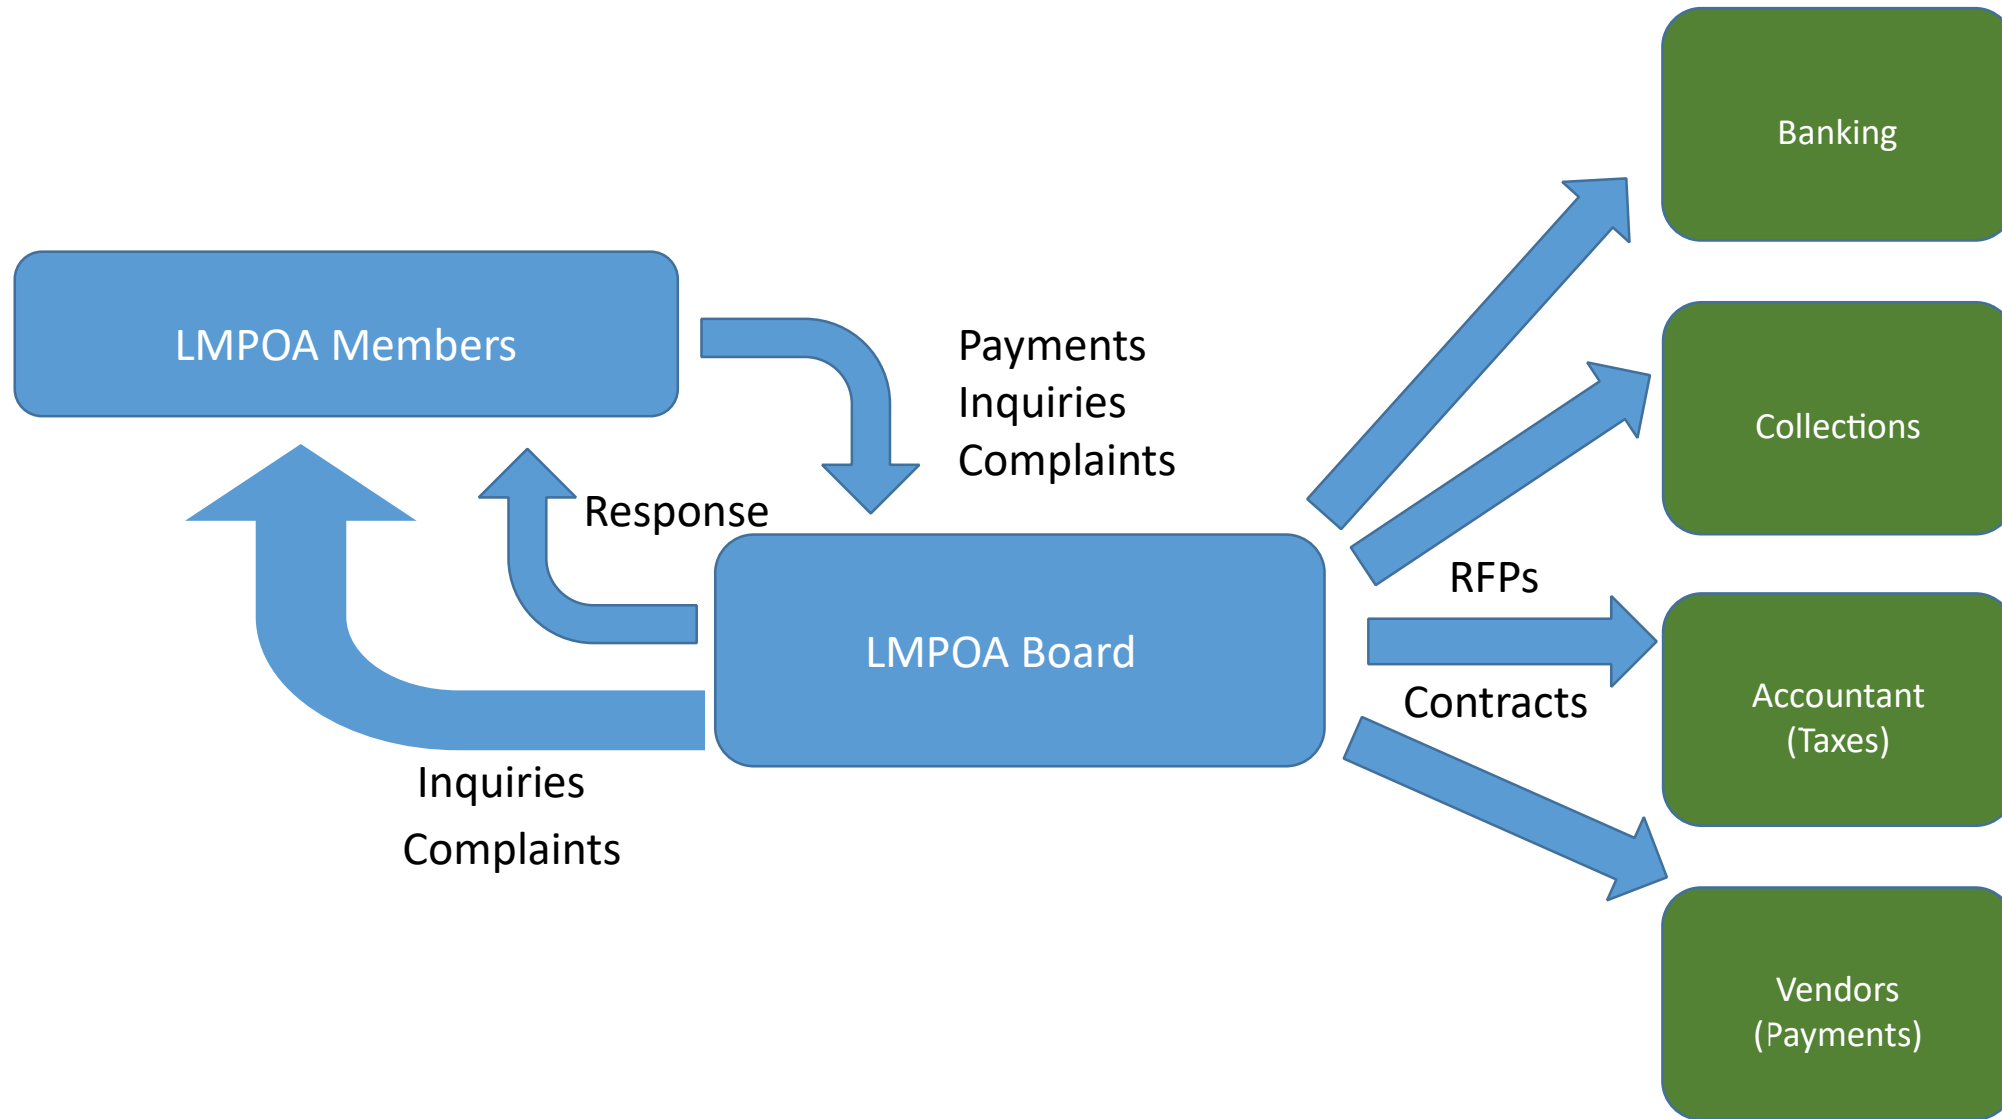 Banking
LMPOA Members
Payments
Inquiries
Complaints
Collections
Response
RFPs
LMPOA Board
Contracts
Accountant
(Taxes)
Inquiries
Complaints
Vendors
(Payments)